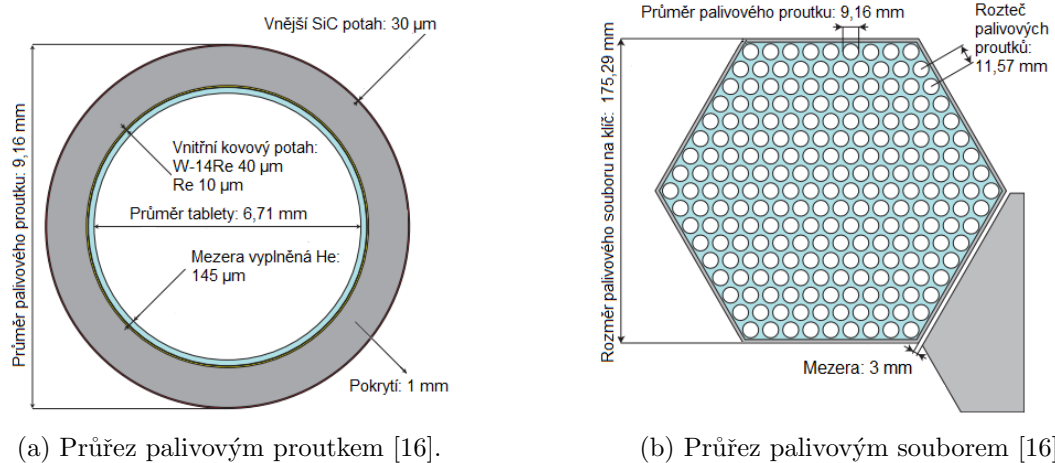 Vnější SiC potah: 30 µm
Průměr palivového proutku: 9,16 mm
Vnitřní kovový potah:
W-14Re 40 µm
Re 10 µm
Průměr tablety: 6,71 mm
Mezera vyplněná He:
145 µm
Pokrytí: 1 mm
(a) Průřez palivovým proutkem [16].
Průměr palivového proutku: 9,16 mm
Rozteč
palivových
proutků:
11,57 mm
Rozměr palivového souboru na klíč: 175,29 mm
Mezera: 3 mm
(b) Průřez palivovým souborem [16]